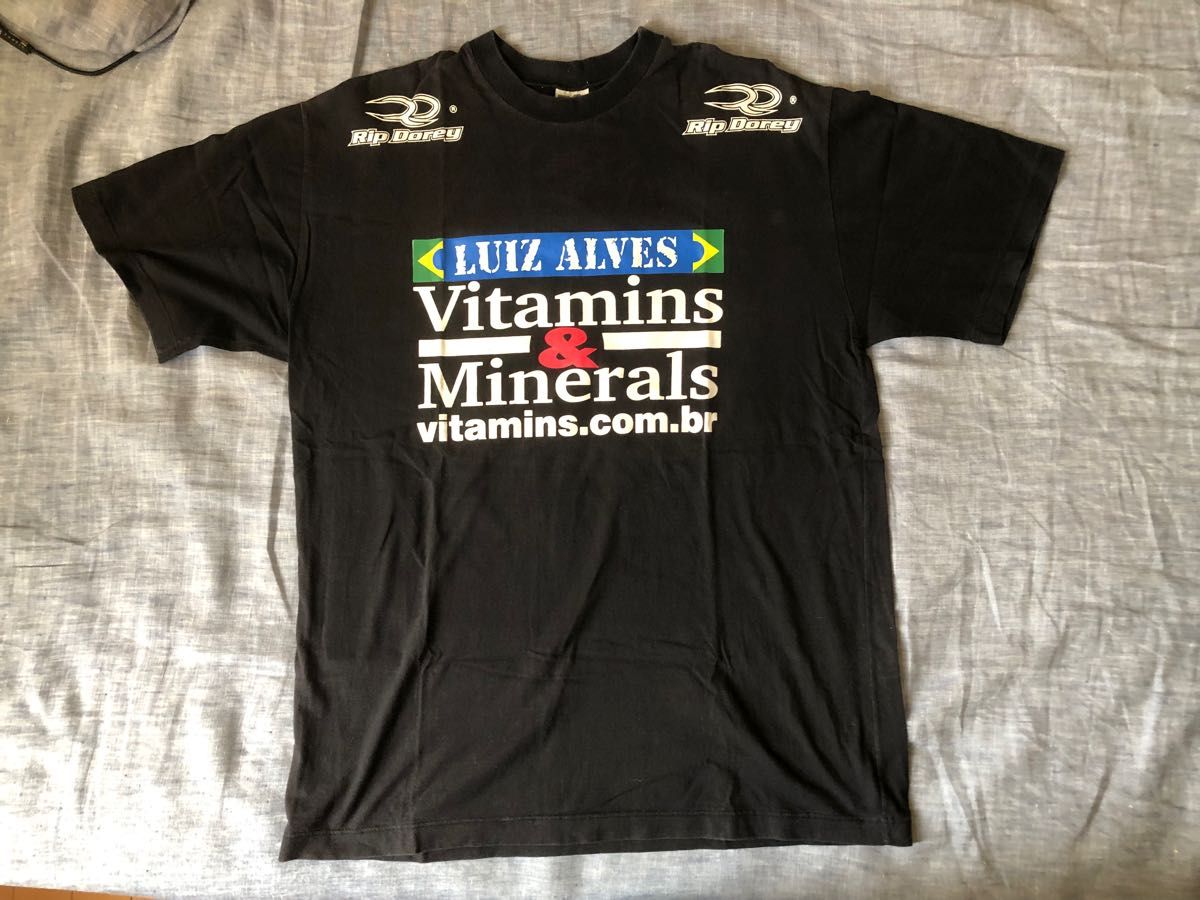 Rip Dorey ®
Rip Dorey ®
LUIZ ALVES
Vitamins
&
Minerals
vitamins.com.br